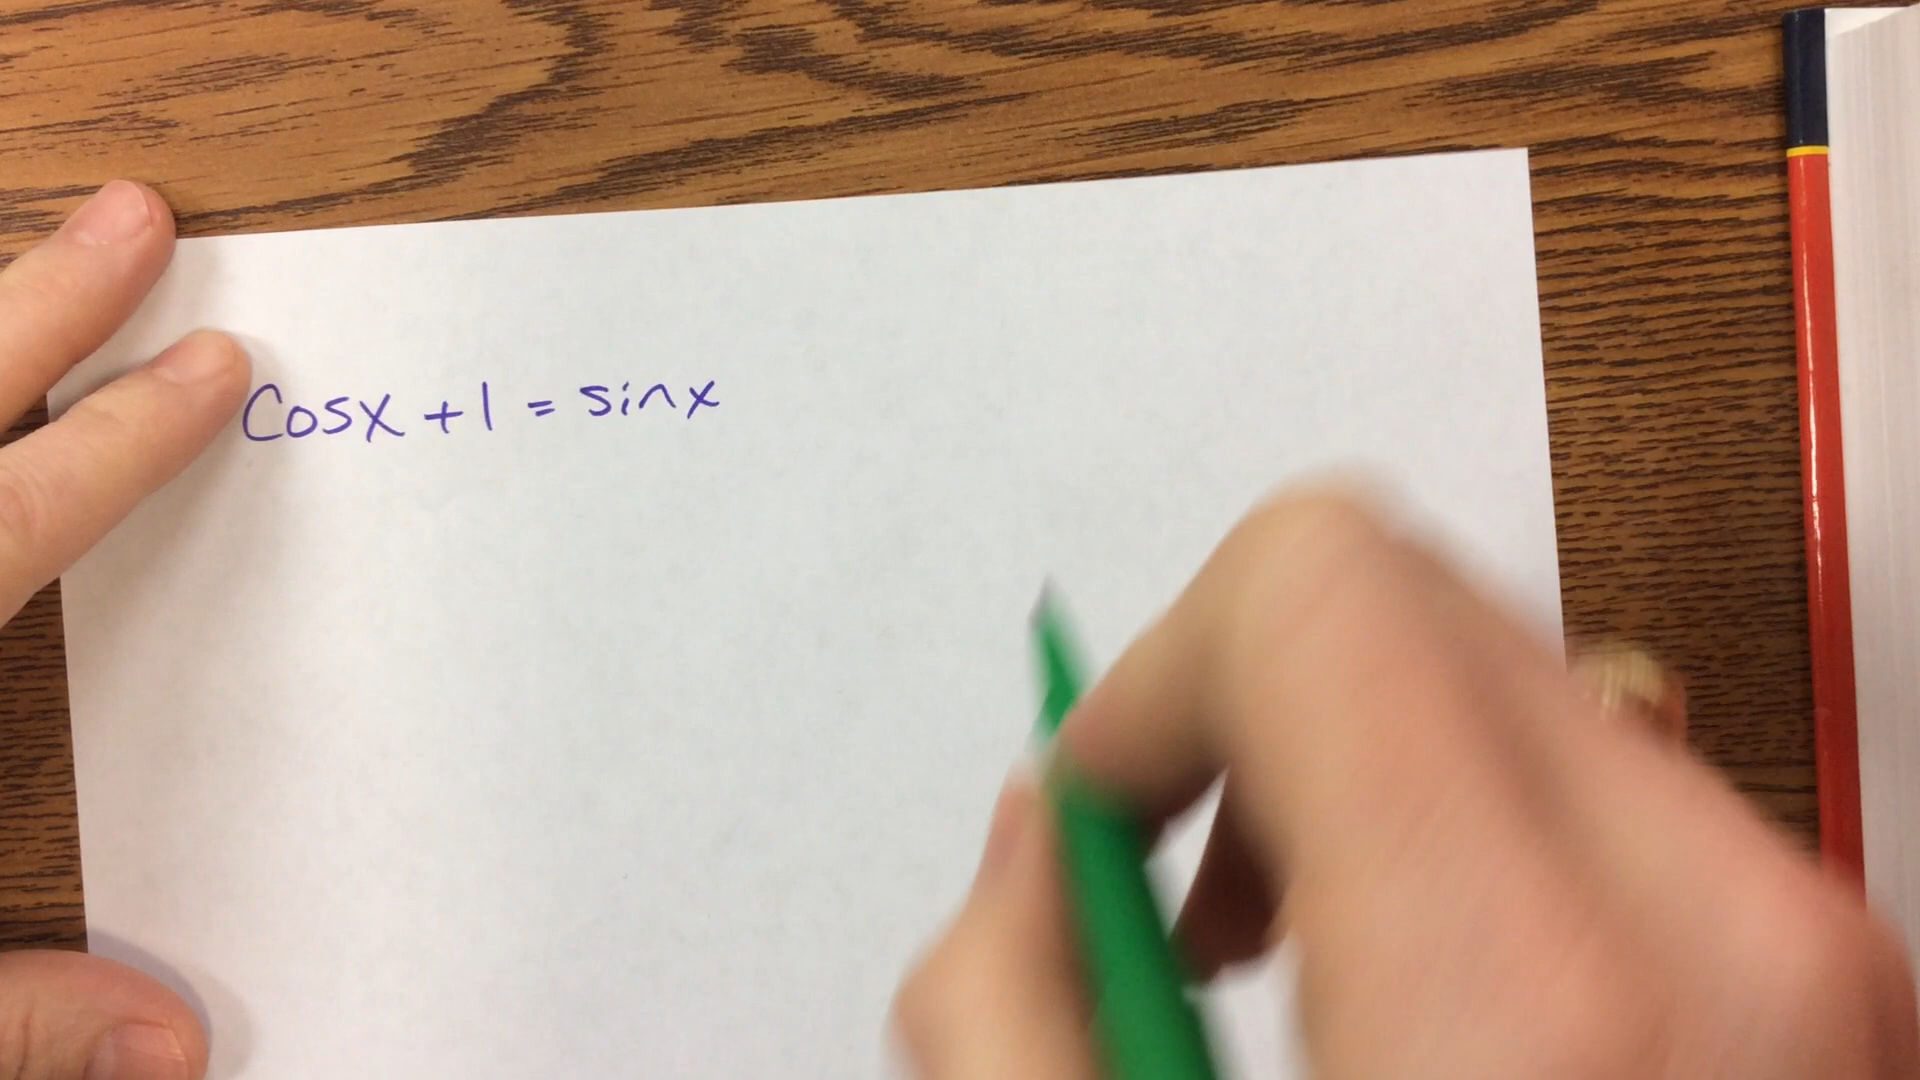 Cosx + 1 = sinx